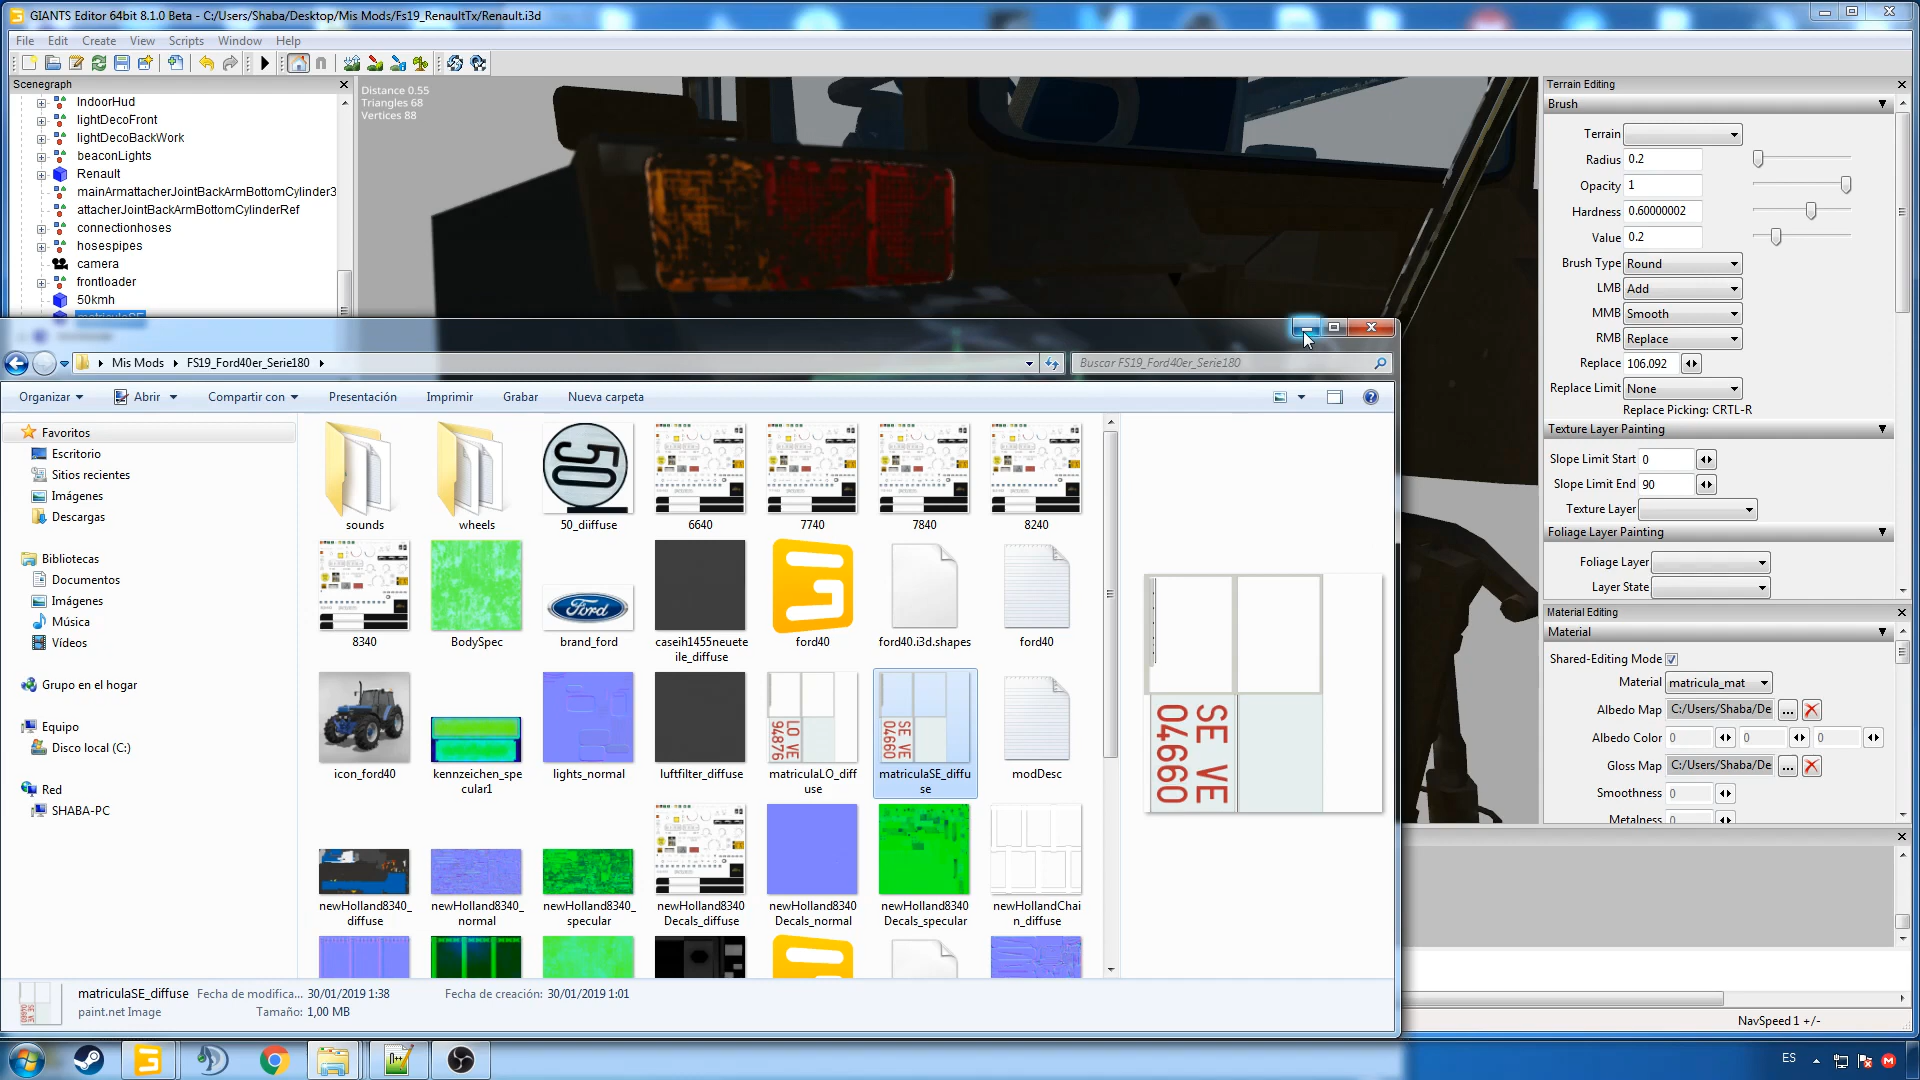 GIANTS Editor 64bit 8.1.0 Beta - C:/Users/Shaba/Desktop/Mis Mods/Fs19_RenaultTx/Renault.i3d
File Edit Create View Scripts Window Help
Scenegraph
IndoorHud
lightDecoFront
lightDecoBackWork
beaconLights
Renault
mainArmattacherJointBackArmBottomCylinder3
attacherJointBackArmBottomCylinderRef
connectionhoses
hosespipes
camera
frontloader
50kmh
matriculaSE
Distance 0.55
Triangles 68
Vertices 88
Terrain Editing
Brush
Terrain
Radius 0.2
Opacity 1
Hardness 0.60000002
Value 0.2
Brush Type Round
LMB Add
MMB Smooth
RMB Replace
Replace 106.092
Replace Limit None
Replace Picking: CRTL-R
Texture Layer Painting
Slope Limit Start 0
Slope Limit End 90
Texture Layer
Foliage Layer Painting
Foliage Layer
Layer State
Material Editing
Material
Shared-Editing Mode
Material matricula_mat
Albedo Map C:/Users/Shaba/De ...
Albedo Color 0 0 0
Gloss Map C:/Users/Shaba/De ...
Smoothness 0
Metalness 0
NavSpeed 1 +/-
Mis Mods FS19_Ford40er_Serie180
Buscar FS19_Ford40er_Serie180
Organizar Abrir Compartir con Presentación Imprimir Grabar Nueva carpeta
Favoritos
Escritorio
Sitios recientes
Imágenes
Descargas
Bibliotecas
Documentos
Imágenes
Música
Vídeos
Grupo en el hogar
Equipo
Disco local (C:)
Red
SHABA-PC
50
sounds wheels 50_diiffuse 6640 7740 7840 8240
Ford
8340 BodySpec brand_ford caseih1455neuete
ile_diffuse ford40 ford40.i3d.shapes ford40
LO VE
94876
SE VE
04660
icon_ford40 kennzeichen_spe
cular1 lights_normal luftfilter_diffuse matriculaLO_diff
use matriculaSE_diffu
se modDesc
newHolland8340_
diffuse newHolland8340_
normal newHolland8340_
specular newHolland8340
Decals_diffuse newHolland8340
Decals_normal newHolland8340
Decals_specular newHollandChai
n_diffuse
SE VE
04660
matriculaSE_diffuse Fecha de modifica... 30/01/2019 1:38 Fecha de creación: 30/01/2019 1:01
paint.net Image Tamaño: 1,00 MB
ES